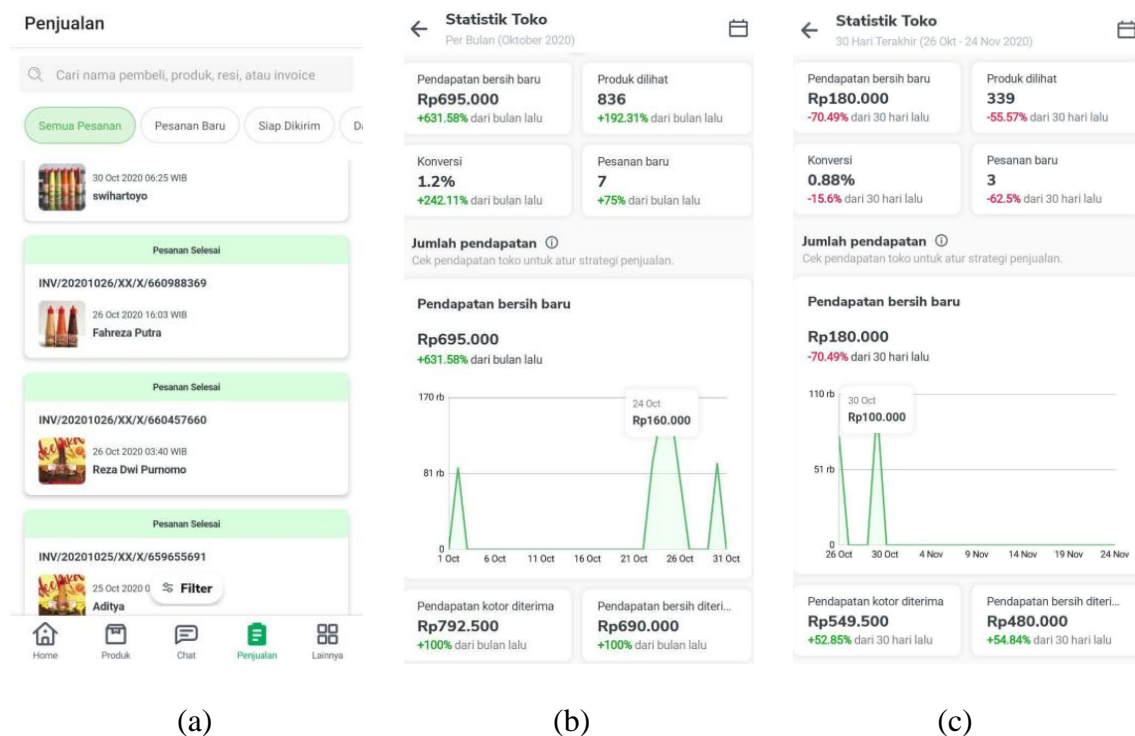 Penjualan
Cari nama pembeli, produk, resi, atau invoice
Semua Pesanan
Pesanan Baru
Siap Dikirim
30 Oct 2020 06:25 WIB
swihartoyo
Pesanan Selesai
INV/20201026/XX/X/660988369
26 Oct 2020 16:03 WIB
Fahreza Putra
Pesanan Selesai
INV/20201026/XX/X/660457660
26 Oct 2020 03:40 WIB
Reza Dwi Purnomo
Pesanan Selesai
INV/20201025/XX/X/659655691
25 Oct 2020 0
Filter
Aditya
Home Produk Chat Penjualan Lainnya
(a)
Statistik Toko
Per Bulan (Oktober 2020)
Pendapatan bersih baru
Rp695.000
+631.58% dari bulan lalu
Produk dilihat
836
+192.31% dari bulan lalu
Konversi
1.2%
+242.11% dari bulan lalu
Pesanan baru
7
+75% dari bulan lalu
Jumlah pendapatan
Cek pendapatan toko untuk atur strategi penjualan.
Pendapatan bersih baru
Rp695.000
+631.58% dari bulan lalu
170 rb
24 Oct
Rp160.000
81 rb
0
1 Oct 6 Oct 11 Oct 16 Oct 21 Oct 26 Oct 31 Oct
Pendapatan kotor diterima
Rp792.500
+100% dari bulan lalu
Pendapatan bersih diteri...
Rp690.000
+100% dari bulan lalu
(b)
Statistik Toko
30 Hari Terakhir (26 Okt - 24 Nov 2020)
Pendapatan bersih baru
Rp180.000
-70.49% dari 30 hari lalu
Produk dilihat
339
-55.57% dari 30 hari lalu
Konversi
0.88%
-15.6% dari 30 hari lalu
Pesanan baru
3
-62.5% dari 30 hari lalu
Jumlah pendapatan
Cek pendapatan toko untuk atur strategi penjualan.
Pendapatan bersih baru
Rp180.000
-70.49% dari 30 hari lalu
110 rb
30 Oct
Rp100.000
51 rb
0
26 Oct 30 Oct 4 Nov 9 Nov 14 Nov 19 Nov 24 Nov
Pendapatan kotor diterima
Rp549.500
+52.85% dari 30 hari lalu
Pendapatan bersih diteri...
Rp480.000
+54.84% dari 30 hari lalu
(c)